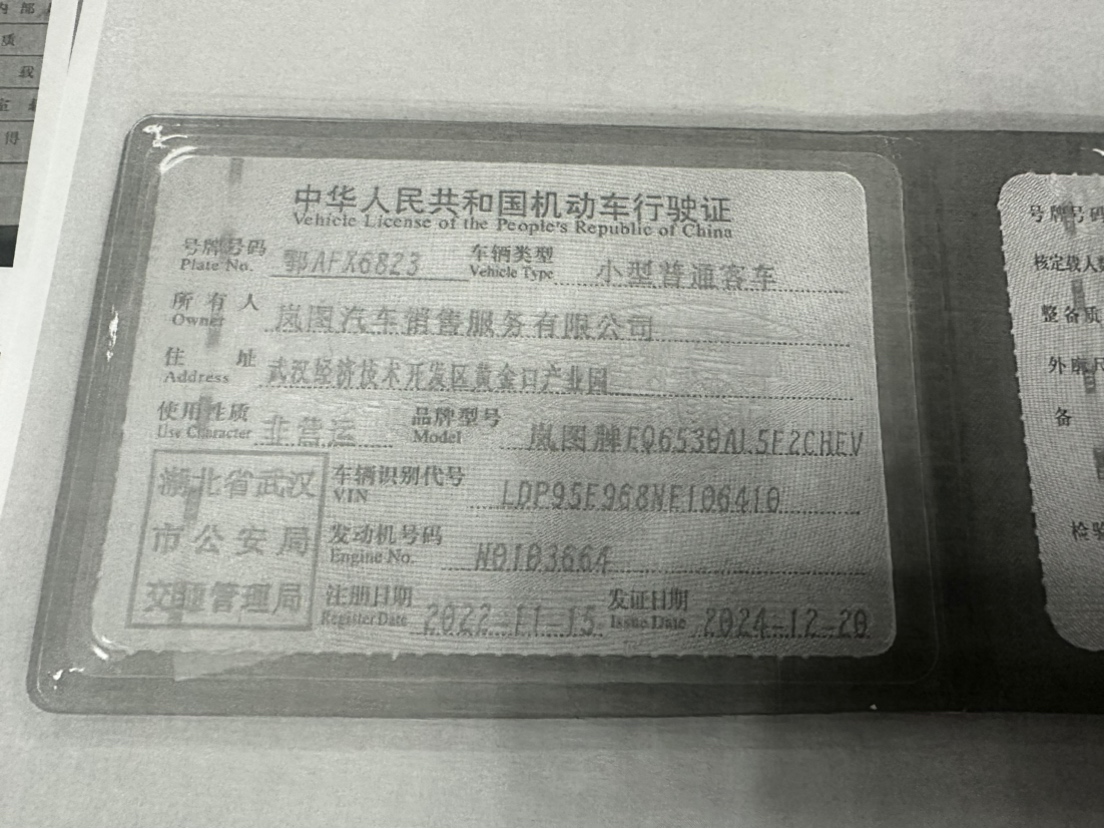 内部
质
载
得
中华人民共和国机动车行驶证
Vehicle License of the People's Republic of China
号牌号码 鄂AFX6823 车辆类型 小型普通客车
Plate No. Vehicle Type
所有人 岚图汽车销售服务有限公司
Owner
住址 武汉经济技术开发区黄金口产业园
Address
使用性质 非营运 品牌型号 岚图牌EQ6530AL5F2CHEV
Use Character Model
湖北省武汉
市公安局
交通管理局
车辆识别代号 LDP95E968NE106410
VIN
发动机号码 N0103664
Engine No.
注册日期 2022-11-15 发证日期 2024-12-20
Register Date Issue Date
号牌号码
核定载人数
整备质
外廓尺
备
检验